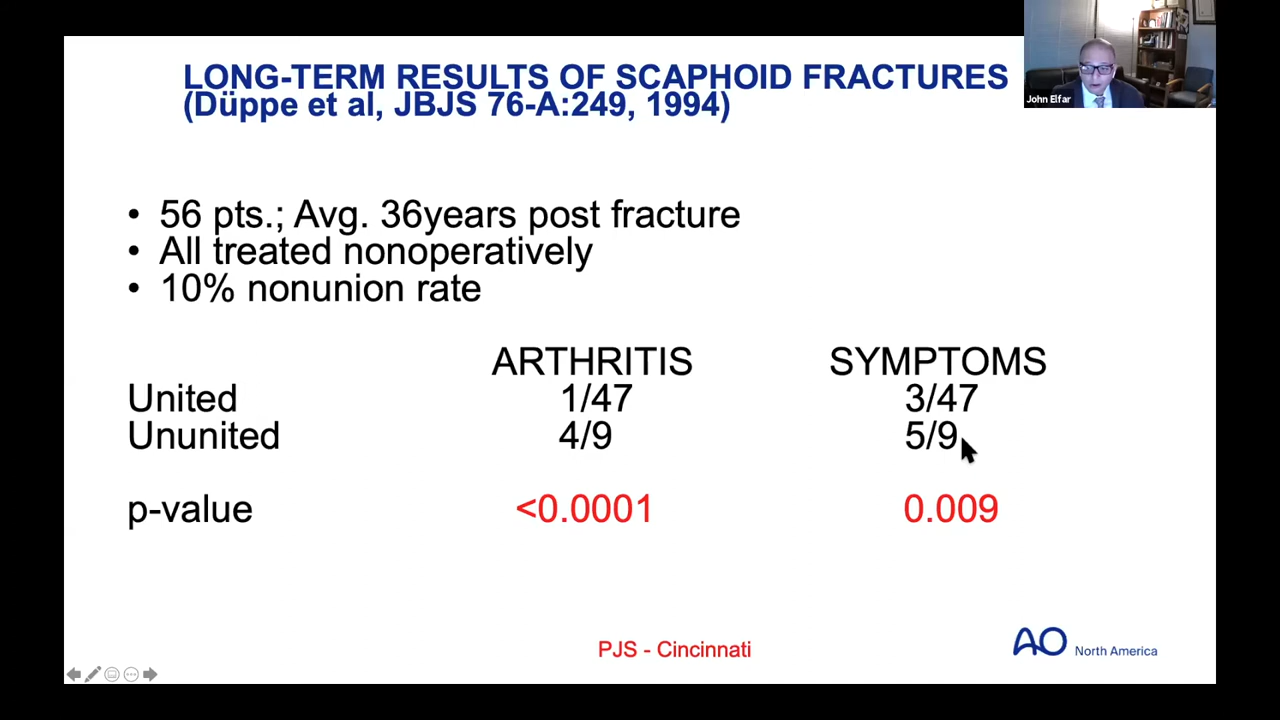 LONG-TERM RESULTS OF SCAPHOID FRACTURES
(Düppe et al, JBJS 76-A:249, 1994)
John Elfar
• 56 pts.; Avg. 36years post fracture
• All treated nonoperatively
• 10% nonunion rate
ARTHRITIS SYMPTOMS
United 1/47 3/47
Ununited 4/9 5/9
p-value <0.0001 0.009
PJS - Cincinnati
AO North America